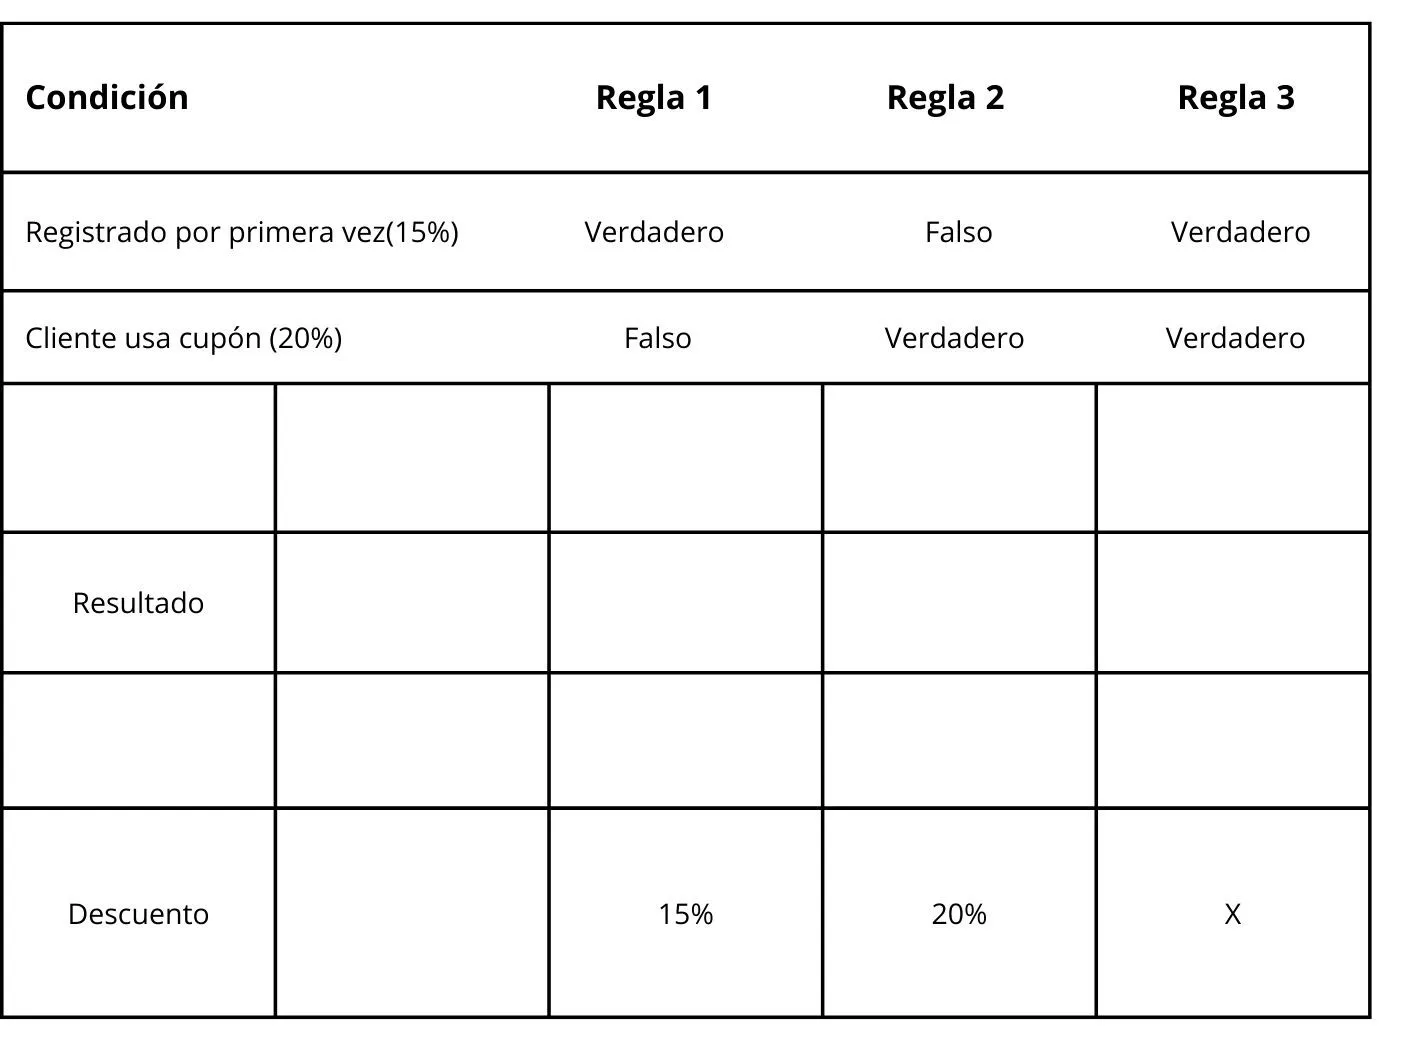 Condición Regla 1 Regla 2 Regla 3
Registrado por primera vez(15%) Verdadero Falso Verdadero
Cliente usa cupón (20%) Falso Verdadero Verdadero
Resultado
Descuento 15% 20% X